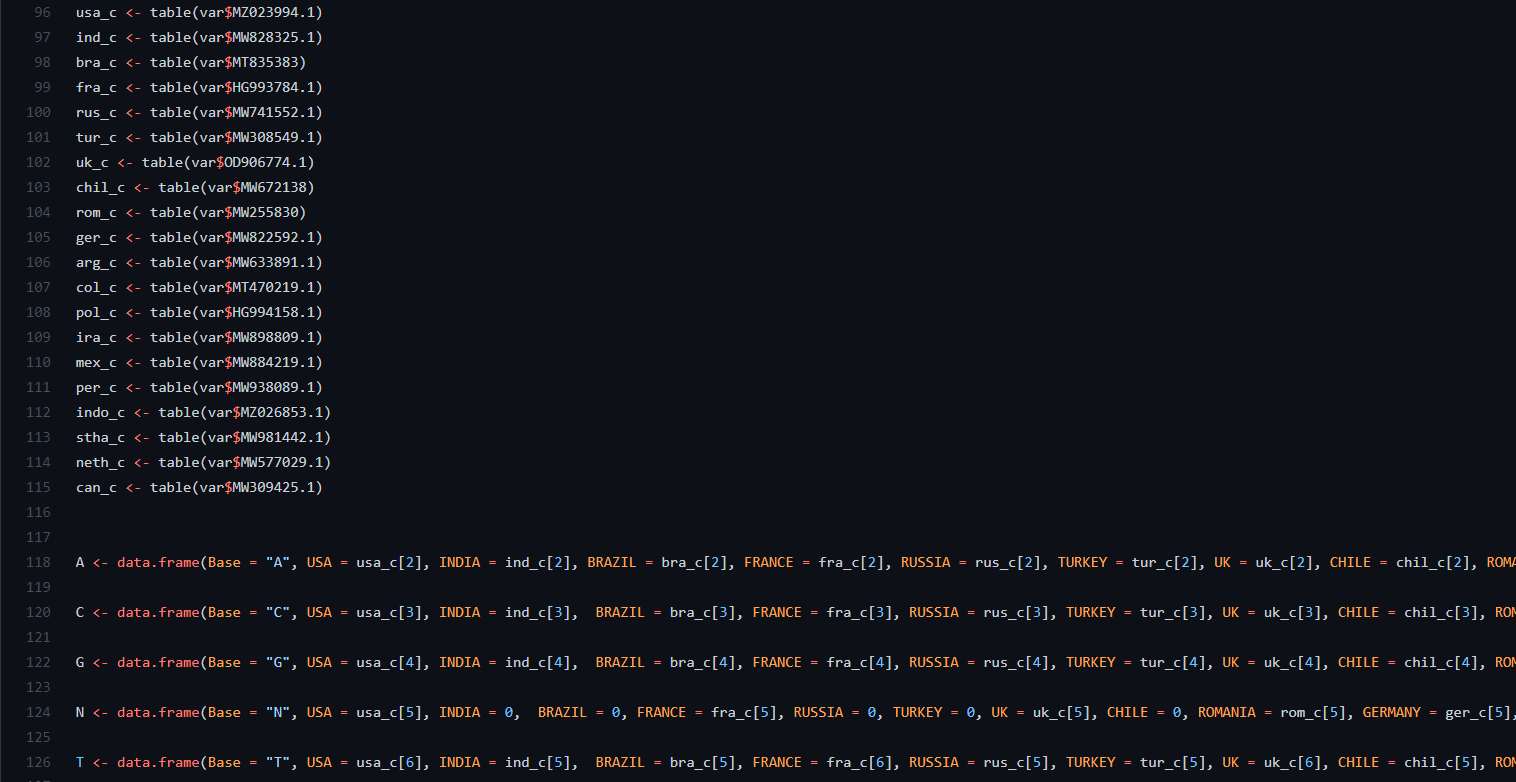 96 usa_c <- table(var$MZ023994.1)
97 ind_c <- table(var$MW828325.1)
98 bra_c <- table(var$MT835383)
99 fra_c <- table(var$HG993784.1)
100 rus_c <- table(var$MW741552.1)
101 tur_c <- table(var$MW308549.1)
102 uk_c <- table(var$OD906774.1)
103 chil_c <- table(var$MW672138)
104 rom_c <- table(var$MW255830)
105 ger_c <- table(var$MW822592.1)
106 arg_c <- table(var$MW633891.1)
107 col_c <- table(var$MT470219.1)
108 pol_c <- table(var$HG994158.1)
109 ira_c <- table(var$MW898809.1)
110 mex_c <- table(var$MW884219.1)
111 per_c <- table(var$MW938089.1)
112 indo_c <- table(var$MZ026853.1)
113 stha_c <- table(var$MW981442.1)
114 neth_c <- table(var$MW577029.1)
115 can_c <- table(var$MW309425.1)
116
117
118 A <- data.frame(Base = "A", USA = usa_c[2], INDIA = ind_c[2], BRAZIL = bra_c[2], FRANCE = fra_c[2], RUSSIA = rus_c[2], TURKEY = tur_c[2], UK = uk_c[2], CHILE = chil_c[2], ROMA
119
120 C <- data.frame(Base = "C", USA = usa_c[3], INDIA = ind_c[3],  BRAZIL = bra_c[3], FRANCE = fra_c[3], RUSSIA = rus_c[3], TURKEY = tur_c[3], UK = uk_c[3], CHILE = chil_c[3], ROM
121
122 G <- data.frame(Base = "G", USA = usa_c[4], INDIA = ind_c[4],  BRAZIL = bra_c[4], FRANCE = fra_c[4], RUSSIA = rus_c[4], TURKEY = tur_c[4], UK = uk_c[4], CHILE = chil_c[4], ROM
123
124 N <- data.frame(Base = "N", USA = usa_c[5], INDIA = 0,  BRAZIL = 0, FRANCE = fra_c[5], RUSSIA = 0, TURKEY = 0, UK = uk_c[5], CHILE = 0, ROMANIA = rom_c[5], GERMANY = ger_c[5],
125
126 T <- data.frame(Base = "T", USA = usa_c[6], INDIA = ind_c[5],  BRAZIL = bra_c[5], FRANCE = fra_c[6], RUSSIA = rus_c[5], TURKEY = tur_c[5], UK = uk_c[6], CHILE = chil_c[5], ROM